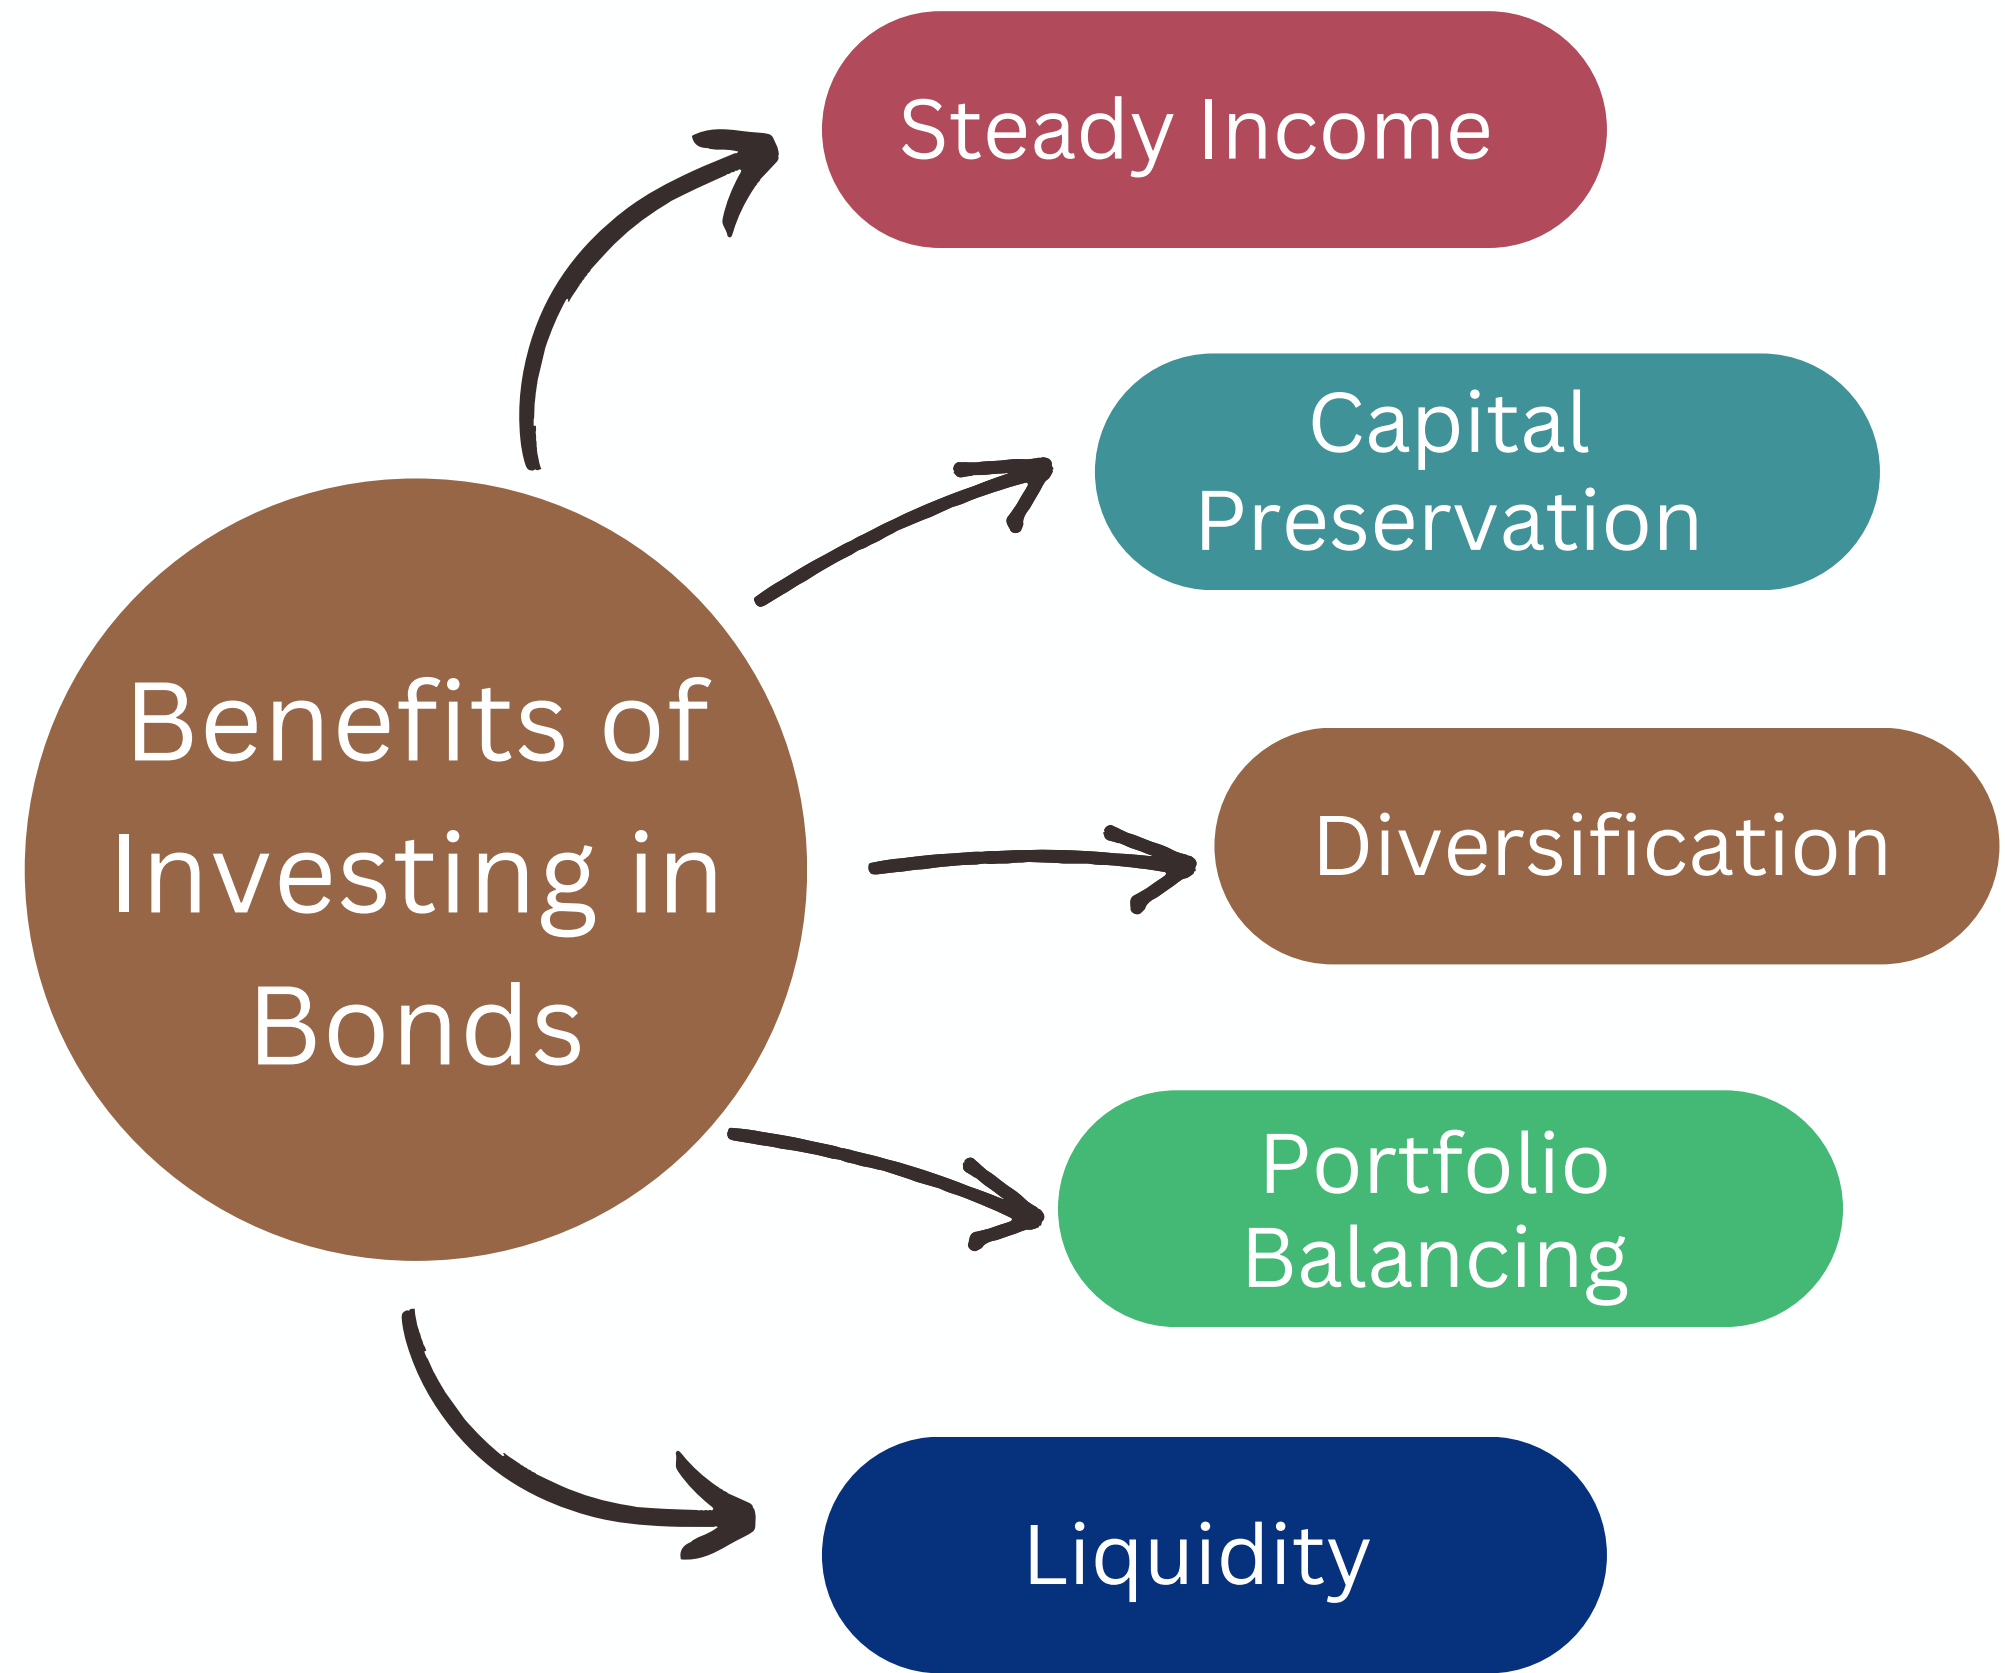 Steady Income
Capital
Preservation
Benefits of
Investing in
Bonds
Diversification
Portfolio
Balancing
Liquidity